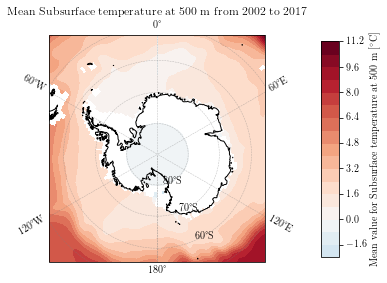 Mean Subsurface temperature at 500 m from 2002 to 2017
0°
60°W
60°E
120°W
120°E
180°
80°S
70°S
60°S
11.2
9.6
8.0
6.4
4.8
3.2
1.6
0.0
−1.6
Mean value for Subsurface temperature at 500 m [°C]